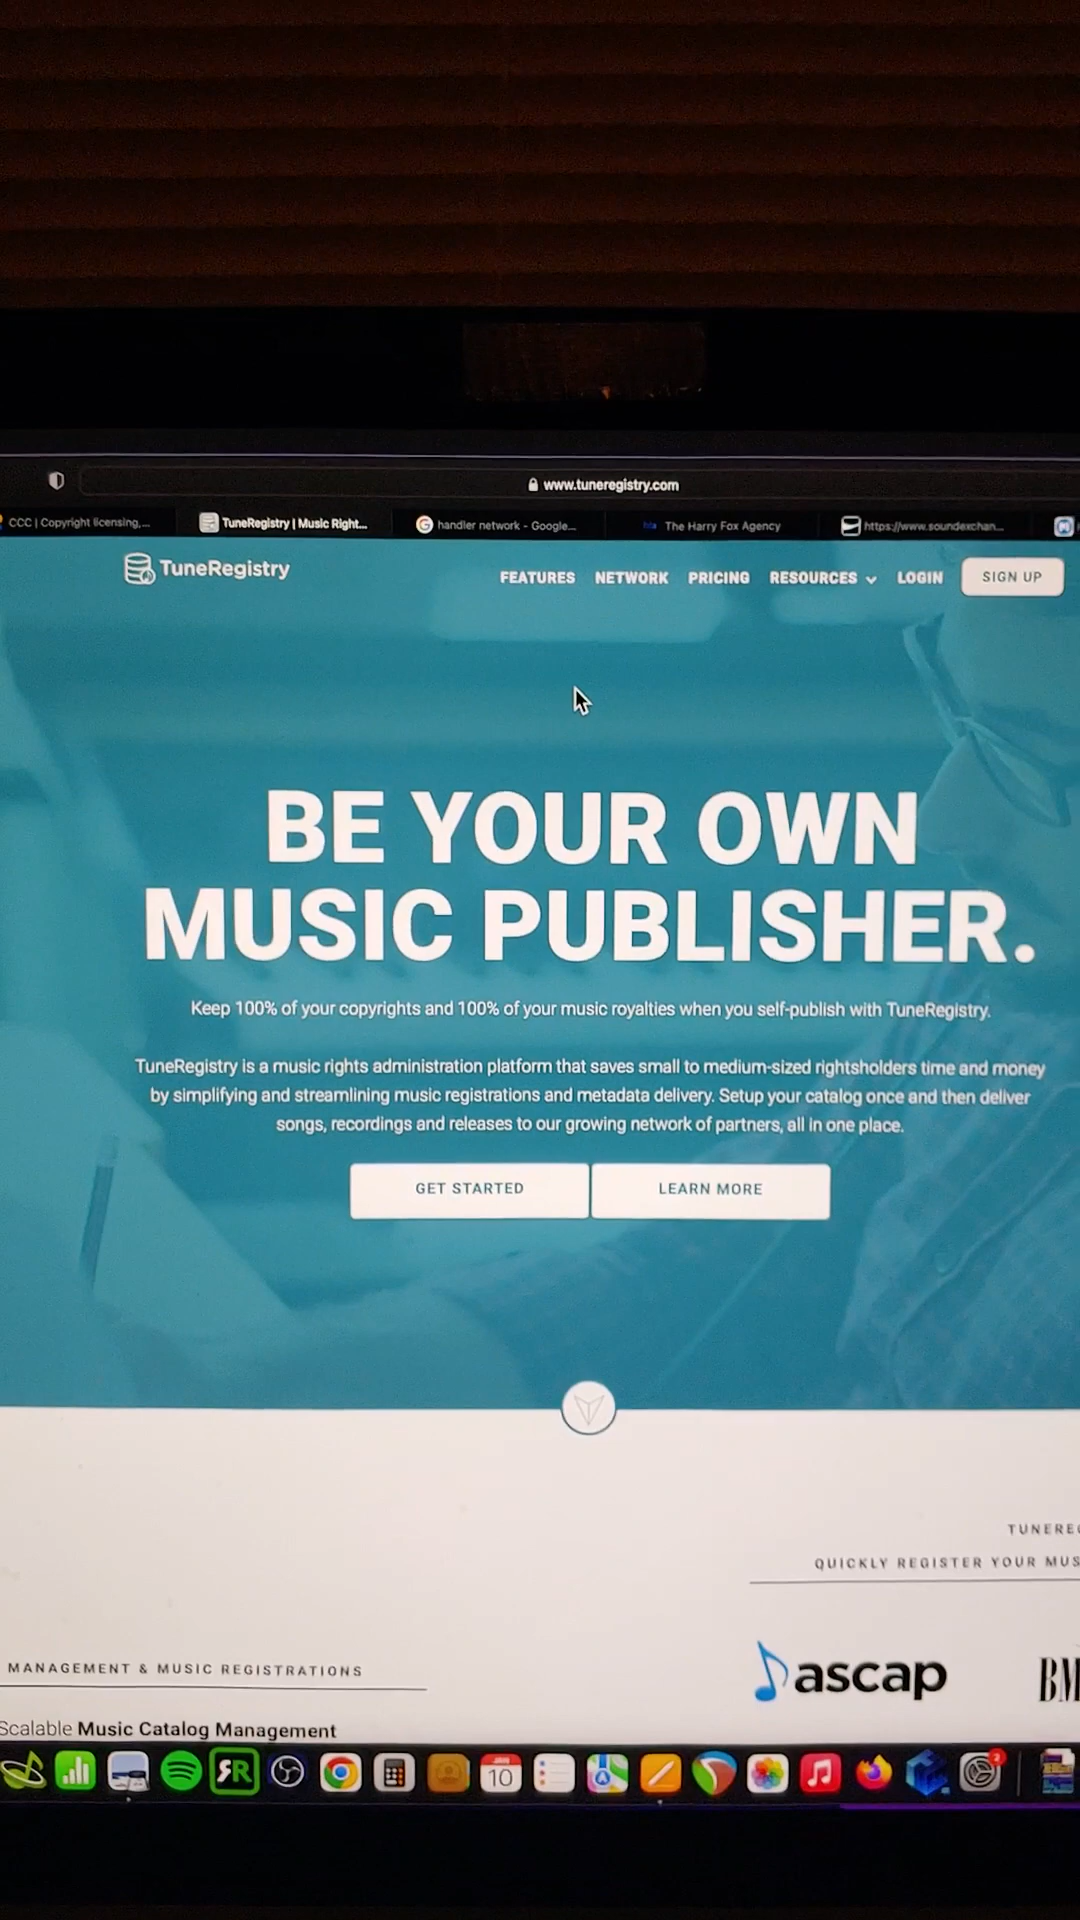 www.tuneregistry.com
CCC | Copyright licensing,...
TuneRegistry | Music Right...
handler network - Google...
The Harry Fox Agency
https://www.soundexchan...
TuneRegistry
FEATURES NETWORK PRICING RESOURCES LOGIN SIGN UP
BE YOUR OWN
MUSIC PUBLISHER.
Keep 100% of your copyrights and 100% of your music royalties when you self-publish with TuneRegistry.
TuneRegistry is a music rights administration platform that saves small to medium-sized rightsholders time and money
by simplifying and streamlining music registrations and metadata delivery. Setup your catalog once and then deliver
songs, recordings and releases to our growing network of partners, all in one place.
GET STARTED
LEARN MORE
TUNEREG
QUICKLY REGISTER YOUR MUS
MANAGEMENT & MUSIC REGISTRATIONS
ascap
BM
Scalable Music Catalog Management
RR
10